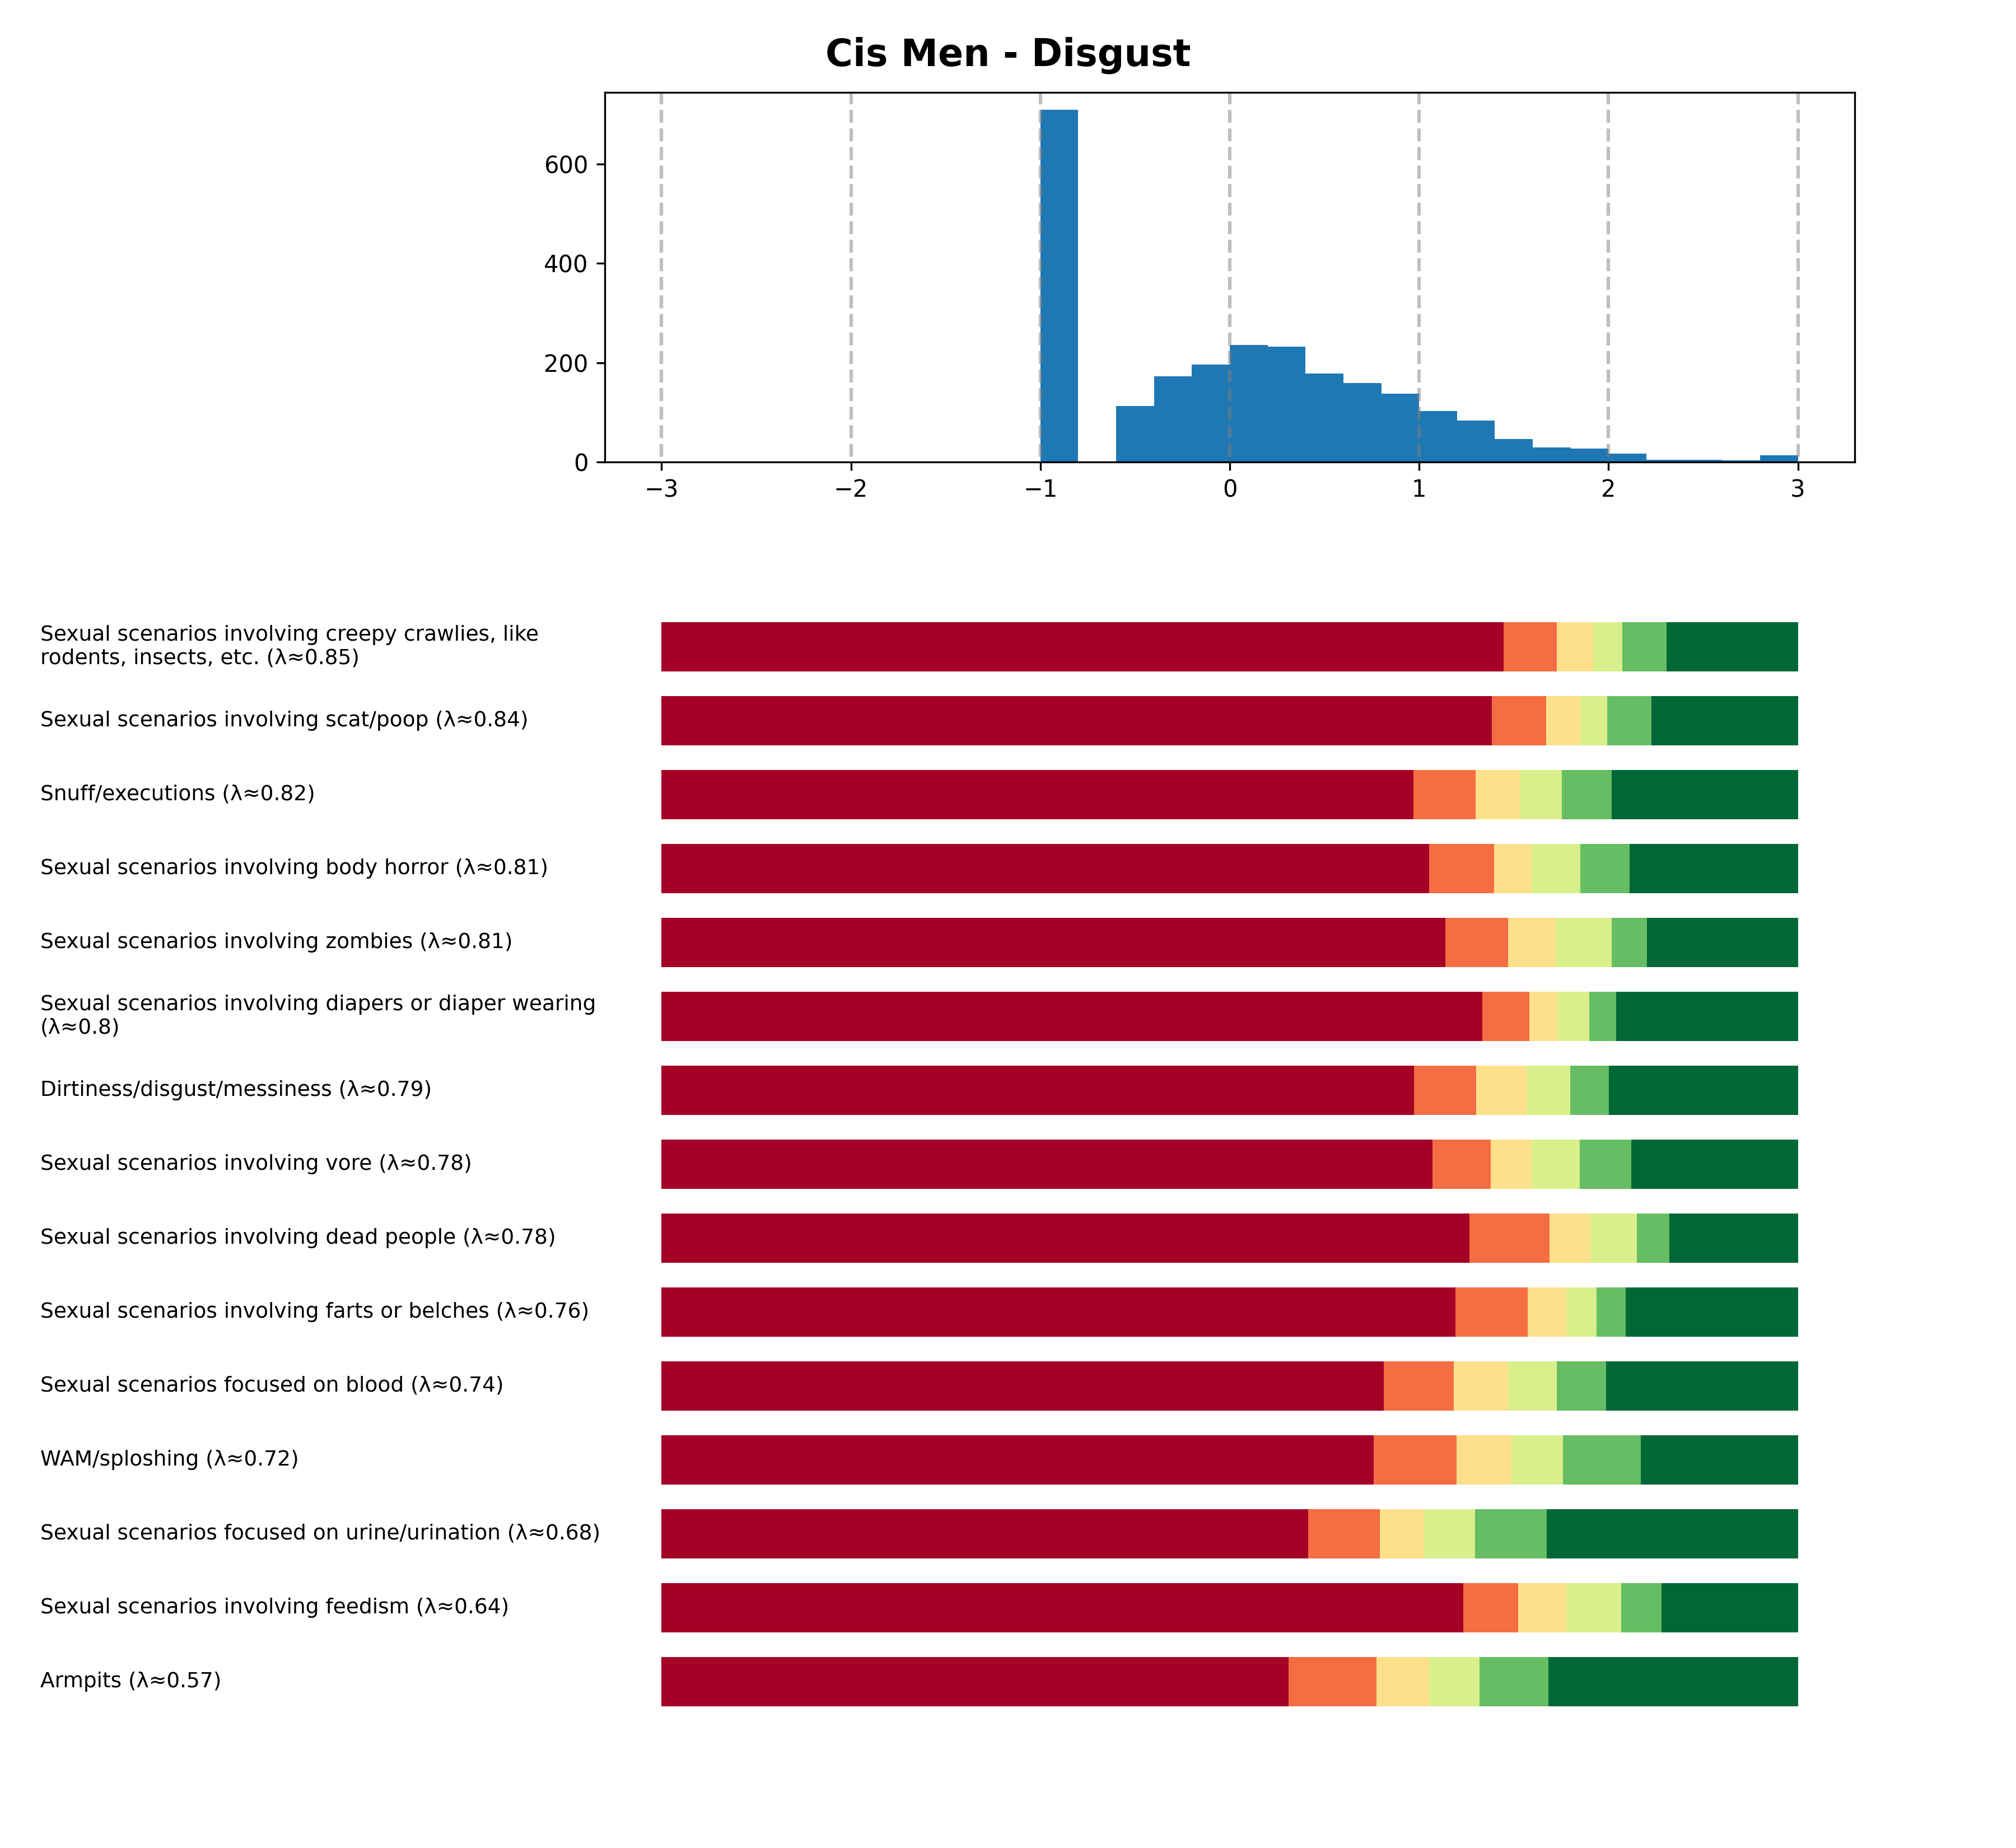 Cis Men - Disgust
600
400
200
0
−3 −2 −1 0 1 2 3
Sexual scenarios involving creepy crawlies, like
rodents, insects, etc. (λ≈0.85)
Sexual scenarios involving scat/poop (λ≈0.84)
Snuff/executions (λ≈0.82)
Sexual scenarios involving body horror (λ≈0.81)
Sexual scenarios involving zombies (λ≈0.81)
Sexual scenarios involving diapers or diaper wearing
(λ≈0.8)
Dirtiness/disgust/messiness (λ≈0.79)
Sexual scenarios involving vore (λ≈0.78)
Sexual scenarios involving dead people (λ≈0.78)
Sexual scenarios involving farts or belches (λ≈0.76)
Sexual scenarios focused on blood (λ≈0.74)
WAM/sploshing (λ≈0.72)
Sexual scenarios focused on urine/urination (λ≈0.68)
Sexual scenarios involving feedism (λ≈0.64)
Armpits (λ≈0.57)